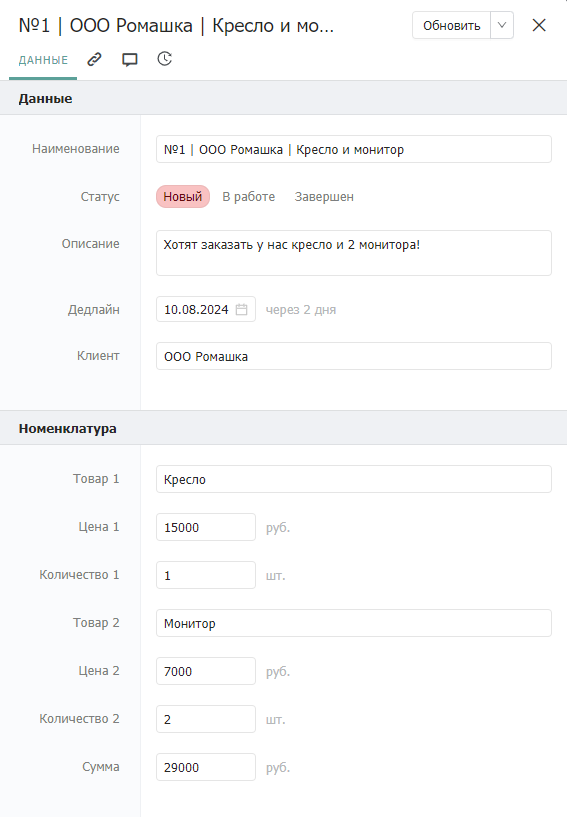 №1 | ООО Ромашка | Кресло и мо...
Обновить
ДАННЫЕ
Данные
Наименование
№1 | ООО Ромашка | Кресло и монитор
Статус
Новый В работе Завершен
Описание
Хотят заказать у нас кресло и 2 монитора!
Дедлайн
10.08.2024 через 2 дня
Клиент
ООО Ромашка
Номенклатура
Товар 1
Кресло
Цена 1
15000 руб.
Количество 1
1 шт.
Товар 2
Монитор
Цена 2
7000 руб.
Количество 2
2 шт.
Сумма
29000 руб.